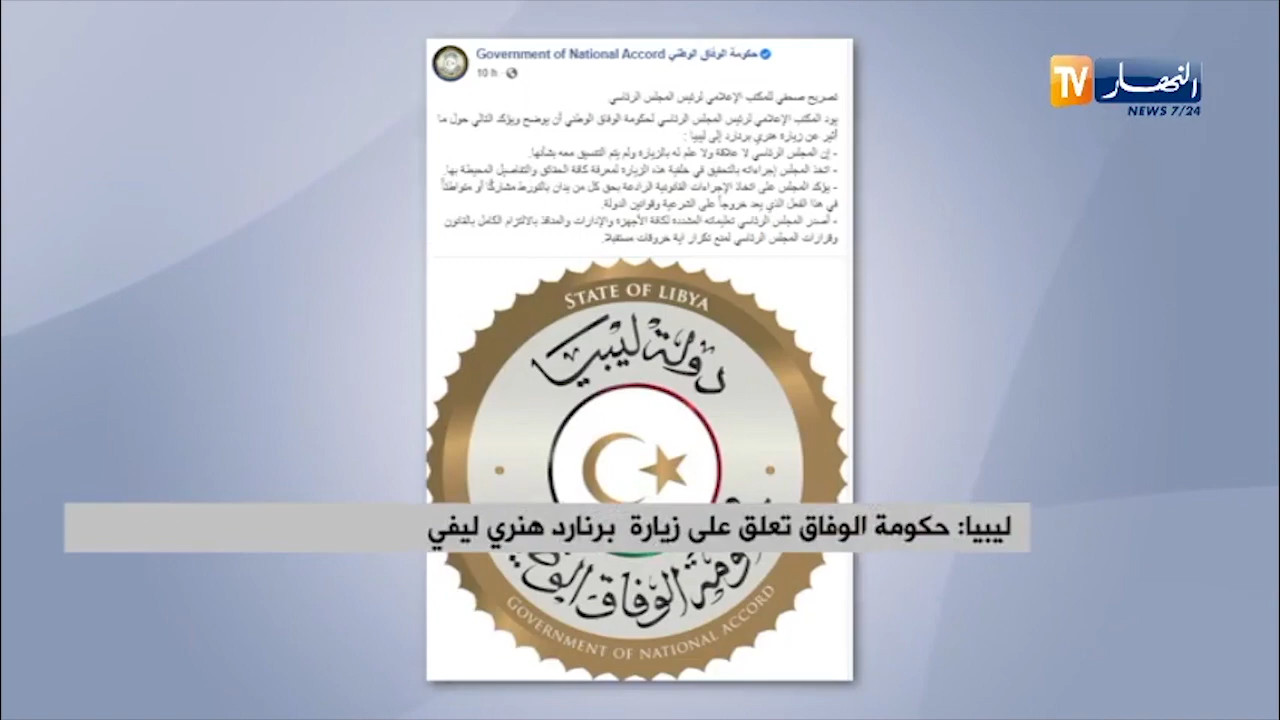 Government of National Accord حكومة الوفاق الوطني
10 h
النهار TV
NEWS 7/24
تصريح صحفي للمكتب الإعلامي لرئيس المجلس الرئاسي
يود المكتب الإعلامي لرئيس المجلس الرئاسي لحكومة الوفاق الوطني أن يوضح ويؤكد التالي حول ما
أثير عن زيارة هنري برنارد إلى ليبيا :
- إن المجلس الرئاسي لا علاقة ولا علم له بالزيارة ولم يتم التنسيق معه بشأنها.
- اتخذ المجلس إجراءاته بالتحقيق في خلفية هذه الزيارة لمعرفة كافة الحقائق والتفاصيل المحيطة بها.
- يؤكد المجلس على اتخاذ الإجراءات القانونية الرادعة بحق كل من يدان بالتورط مشاركًا أو متواطئاً
في هذا الفعل الذي يعد خروجاً على الشرعية وقوانين الدولة.
- أصدر المجلس الرئاسي تعليماته المشددة لكافة الأجهزة والإدارات والمنافذ بالالتزام الكامل بالقانون
وقرارات المجلس الرئاسي لمنع تكرار اية خروقات مستقبلا.
STATE OF LIBYA
دولة ليبيا
ليبيا: حكومة الوفاق تعلق على زيارة برنارد هنري ليفي
الوفاق
GOVERNMENT OF NATIONAL ACCORD